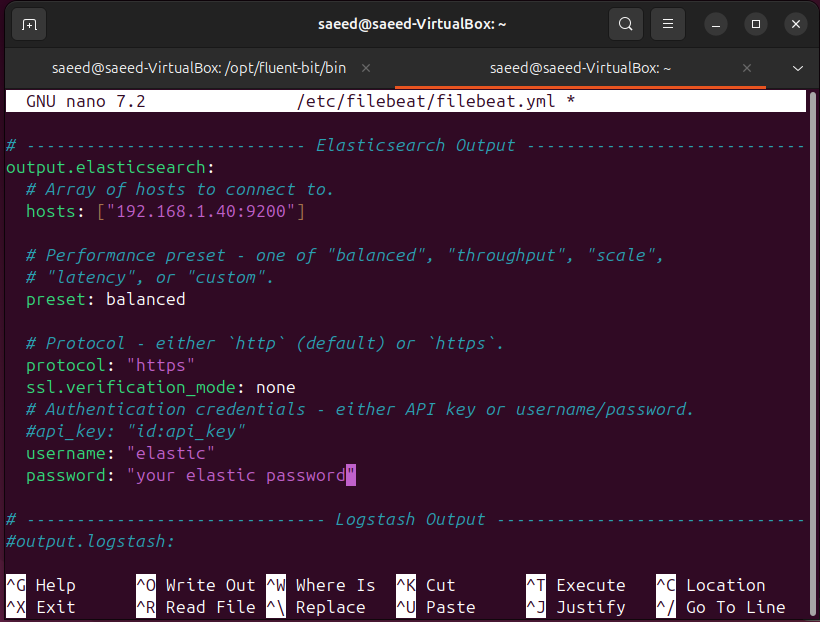 saeed@saeed-VirtualBox: ~
saeed@saeed-VirtualBox: /opt/fluent-bit/bin × saeed@saeed-VirtualBox: ~ ×
GNU nano 7.2 /etc/filebeat/filebeat.yml *
# ---------------------------- Elasticsearch Output ----------------------------
output.elasticsearch:
# Array of hosts to connect to.
hosts: ["192.168.1.40:9200"]
# Performance preset - one of "balanced", "throughput", "scale",
# "latency", or "custom".
preset: balanced
# Protocol - either `http` (default) or `https`.
protocol: "https"
ssl.verification_mode: none
# Authentication credentials - either API key or username/password.
#api_key: "id:api_key"
username: "elastic"
password: "your elastic password"
# ------------------------------ Logstash Output -------------------------------
#output.logstash:
^G Help ^O Write Out ^W Where Is ^K Cut ^T Execute ^C Location
^X Exit ^R Read File ^\ Replace ^U Paste ^J Justify ^/ Go To Line